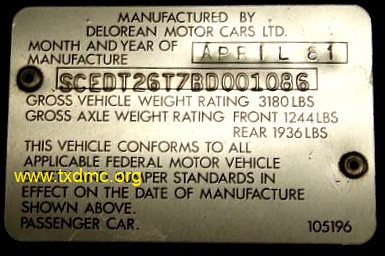 MANUFACTURED BY
DELOREAN MOTOR CARS LTD.
MONTH AND YEAR OF
MANUFACTURE APRIL 81
SCEDT26T7BD001086
GROSS VEHICLE WEIGHT RATING 3180 LBS
GROSS AXLE WEIGHT RATING FRONT 1244 LBS
REAR 1936 LBS
THIS VEHICLE CONFORMS TO ALL
APPLICABLE FEDERAL MOTOR VEHICLE
www.txdmc.org PER STANDARDS IN
EFFECT ON THE DATE OF MANUFACTURE
SHOWN ABOVE.
PASSENGER CAR. 105196